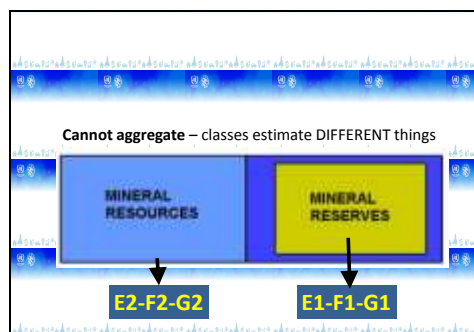 Cannot aggregate – classes estimate DIFFERENT things
MINERAL
RESOURCES
MINERAL
RESERVES
E2-F2-G2
E1-F1-G1